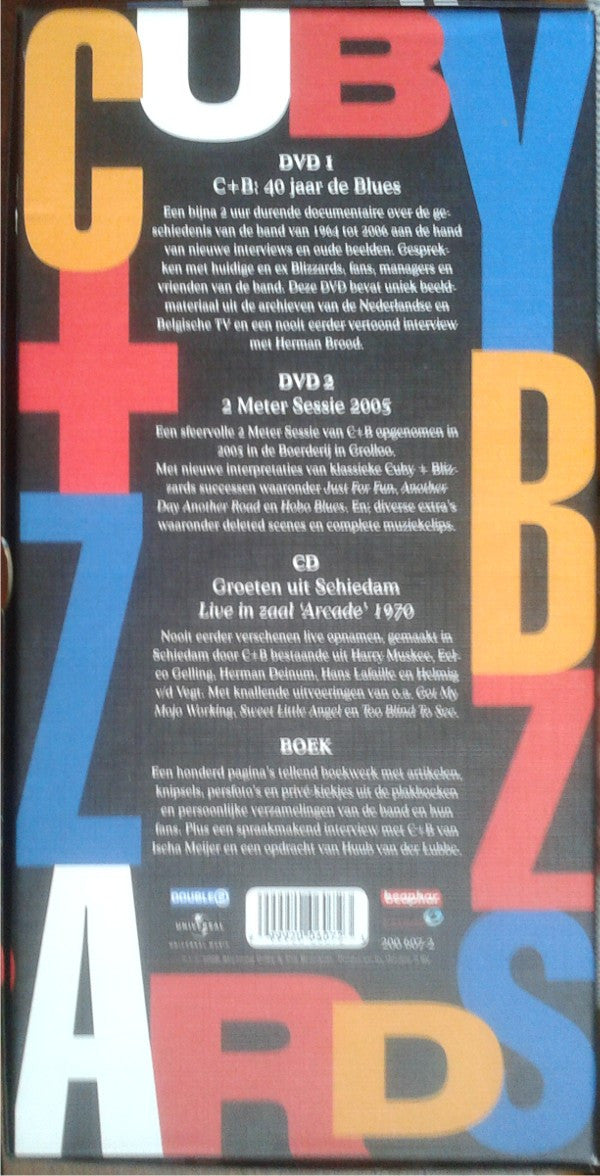 CUBY
+
BLIZZARDS
DVD 1
C+B: 40 jaar de Blues
Een bijna 2 uur durende documentaire over de ge-
schiedenis van de band van 1964 tot 2006 aan de hand
van nieuwe interviews en oude beelden. Gesprek-
ken met huidige en ex Blizzards, fans, managers en
vrienden van de band. Deze DVD bevat uniek beeld-
materiaal uit de archieven van de Nederlandse en
Belgische TV en een nooit eerder vertoond interview
met Herman Brood.
DVD 2
2 Meter Sessie 2005
Een sfeervolle 2 Meter Sessie van C+B opgenomen in
2005 in de Boerderij in Grolloo.
Met nieuwe interpretaties van klassieke Cuby + Bliz-
zards successen waaronder Just For Fun, Another
Day Another Road en Hobo Blues. En; diverse extra's
waaronder deleted scenes en complete muziekclips.
CD
Groeten uit Schiedam
Live in zaal 'Arcade' 1970
Nooit eerder verschenen live opnamen, gemaakt in
Schiedam door C+B bestaande uit Harry Muskee, Eel-
co Gelling, Herman Deinum, Hans Lafaille en Helmig
v/d Vegt. Met knallende uitvoeringen van o.a. Got My
Mojo Working, Sweet Little Angel en Too Blind To See.
BOEK
Een honderd pagina's tellend boekwerk met artikelen,
knipsels, persfoto's en privé-kiekjes uit de plakboeken
en persoonlijke verzamelingen van de band en hun
fans. Plus een spraakmakend interview met C+B van
Ischa Meijer en een opdracht van Huub van der Lubbe.
DOUBLE2
beaphar
UNIVERSAL
UNIVERSAL MUSIC
200 607-2